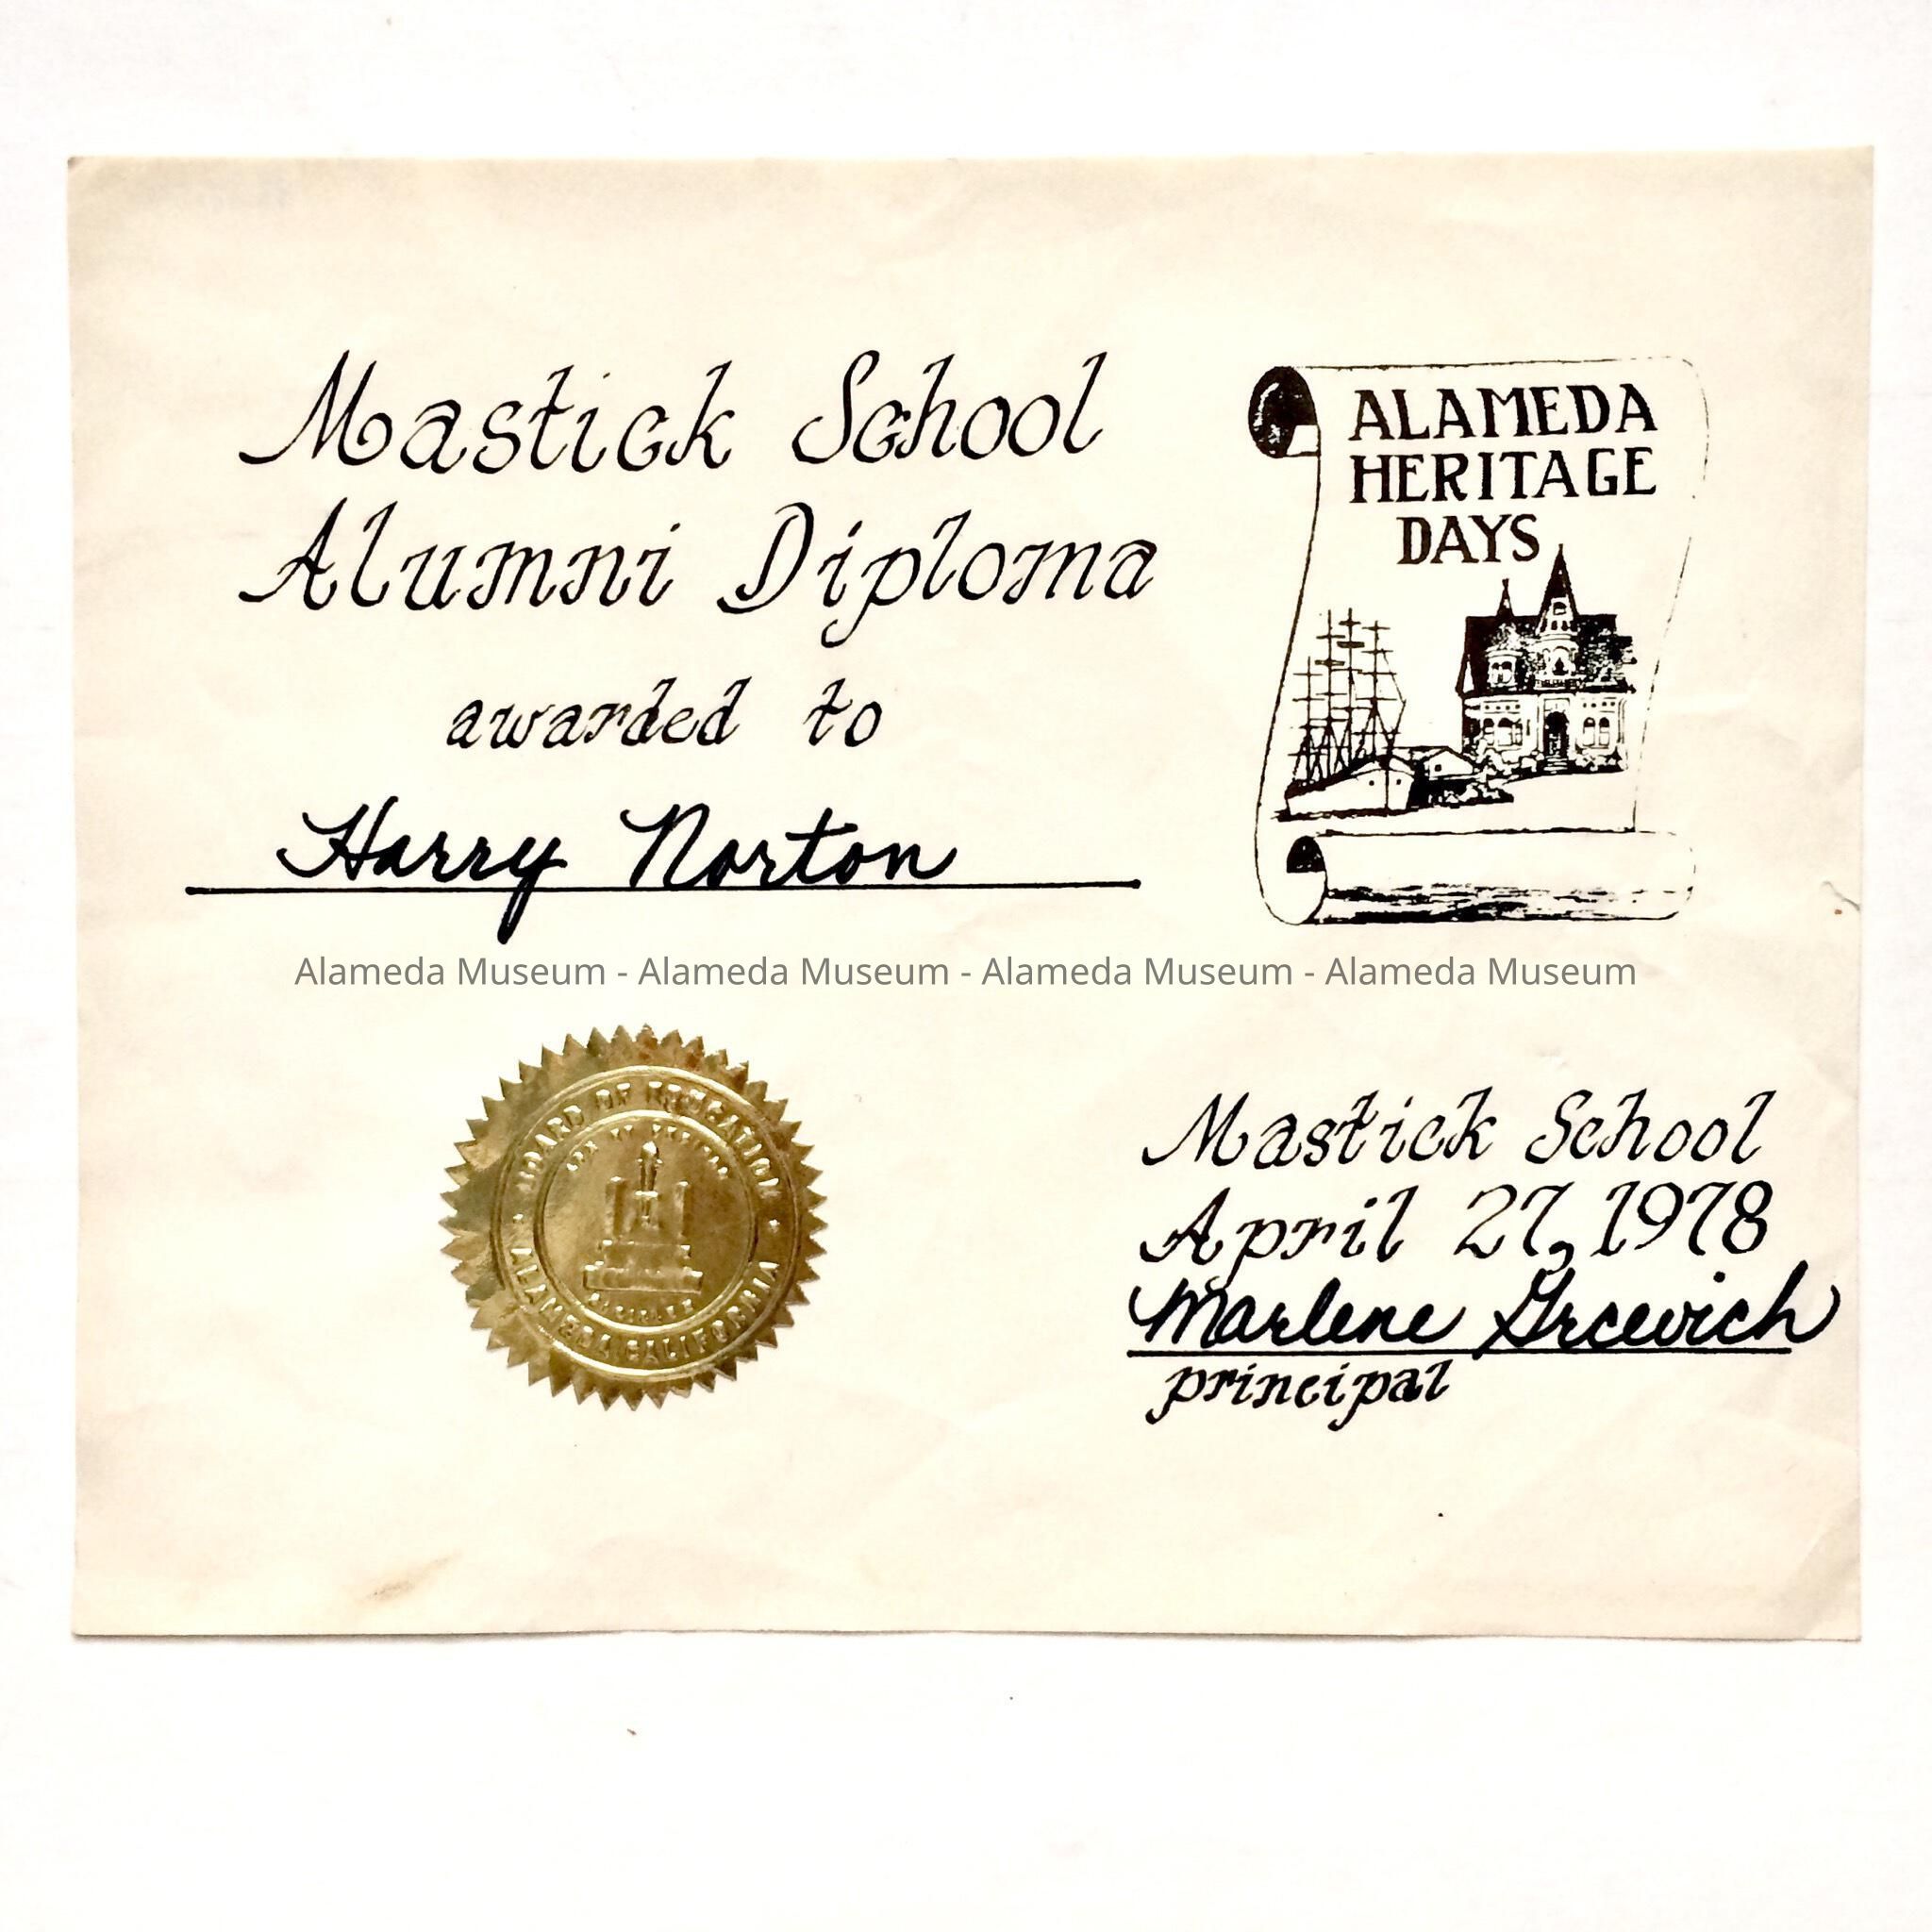 Mastick School
Alumni Diploma
awarded to
Harry Norton
ALAMEDA
HERITAGE
DAYS
Alameda Museum - Alameda Museum - Alameda Museum - Alameda Museum
BOARD OF EDUCATION
ALAMEDA CALIFORNIA
Mastick School
April 27, 1978
Marlene Grcevich
principal